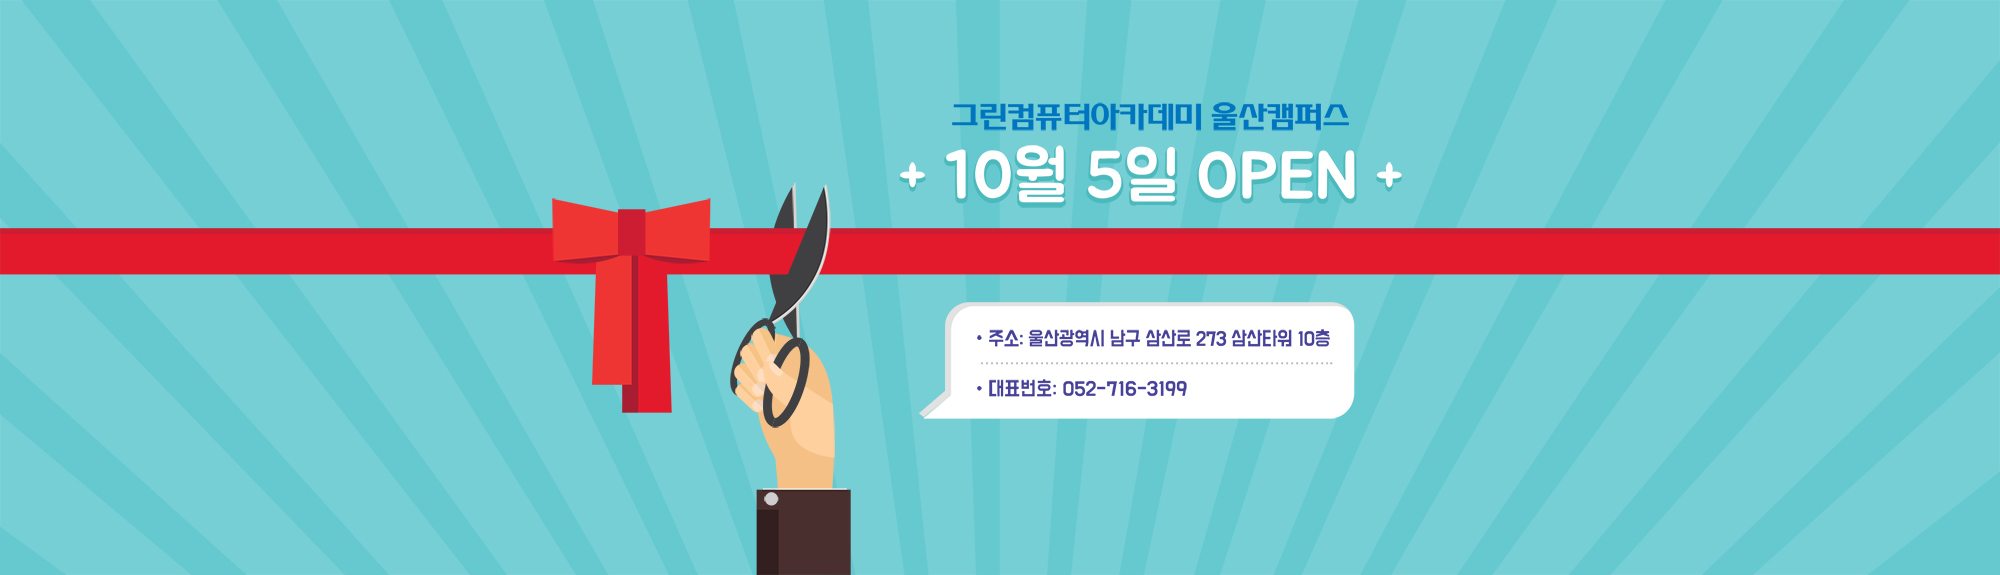 그린컴퓨터아카데미 울산캠퍼스
+ 10월 5일 OPEN +
• 주소: 울산광역시 남구 삼산로 273 삼산타워 10층
• 대표번호: 052-716-3199